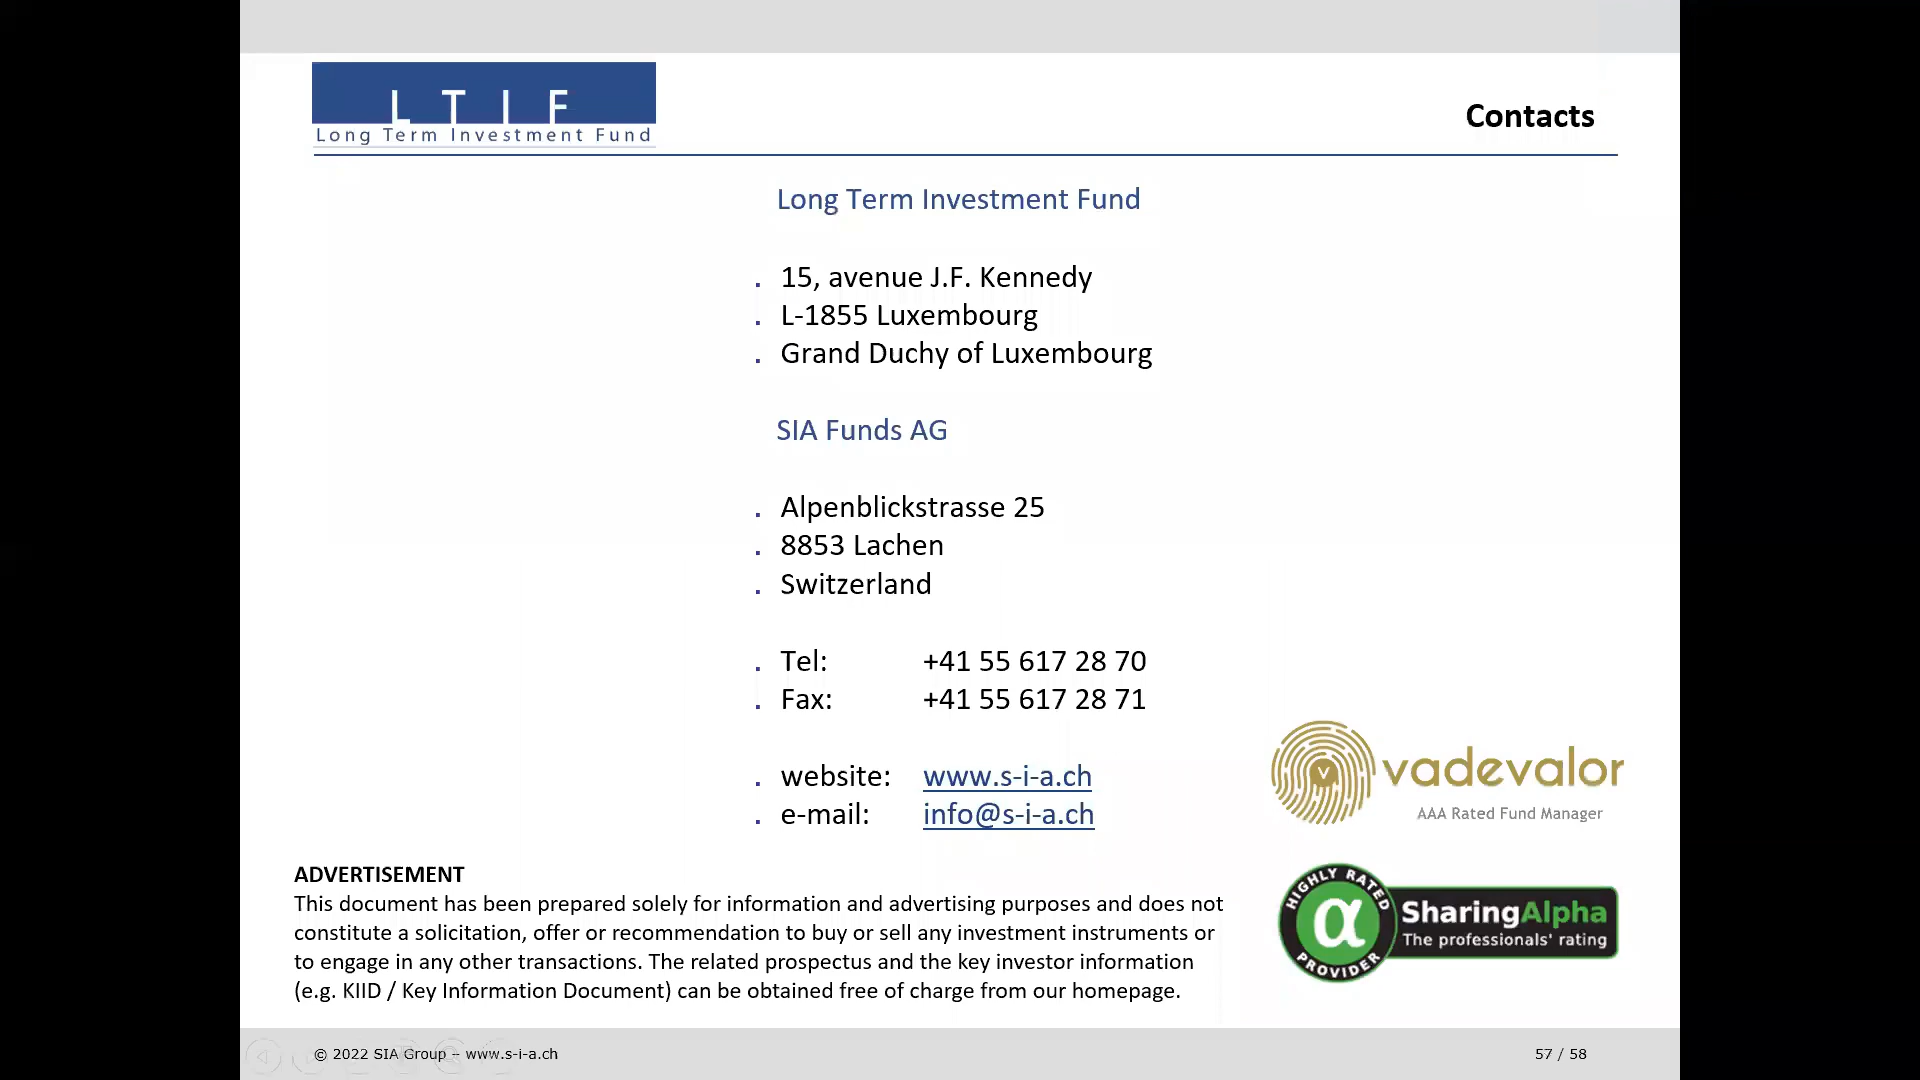 L T I F
Long Term Investment Fund
Contacts
Long Term Investment Fund
. 15, avenue J.F. Kennedy
. L-1855 Luxembourg
. Grand Duchy of Luxembourg
SIA Funds AG
. Alpenblickstrasse 25
. 8853 Lachen
. Switzerland
. Tel: +41 55 617 28 70
. Fax: +41 55 617 28 71
. website: www.s-i-a.ch
. e-mail: info@s-i-a.ch
V
vadevalor
AAA Rated Fund Manager
ADVERTISEMENT
This document has been prepared solely for information and advertising purposes and does not
constitute a solicitation, offer or recommendation to buy or sell any investment instruments or
to engage in any other transactions. The related prospectus and the key investor information
(e.g. KIID / Key Information Document) can be obtained free of charge from our homepage.
HIGHLY RATED
α
PROVIDER
SharingAlpha
The professionals' rating
© 2022 SIA Group – www.s-i-a.ch
57 / 58